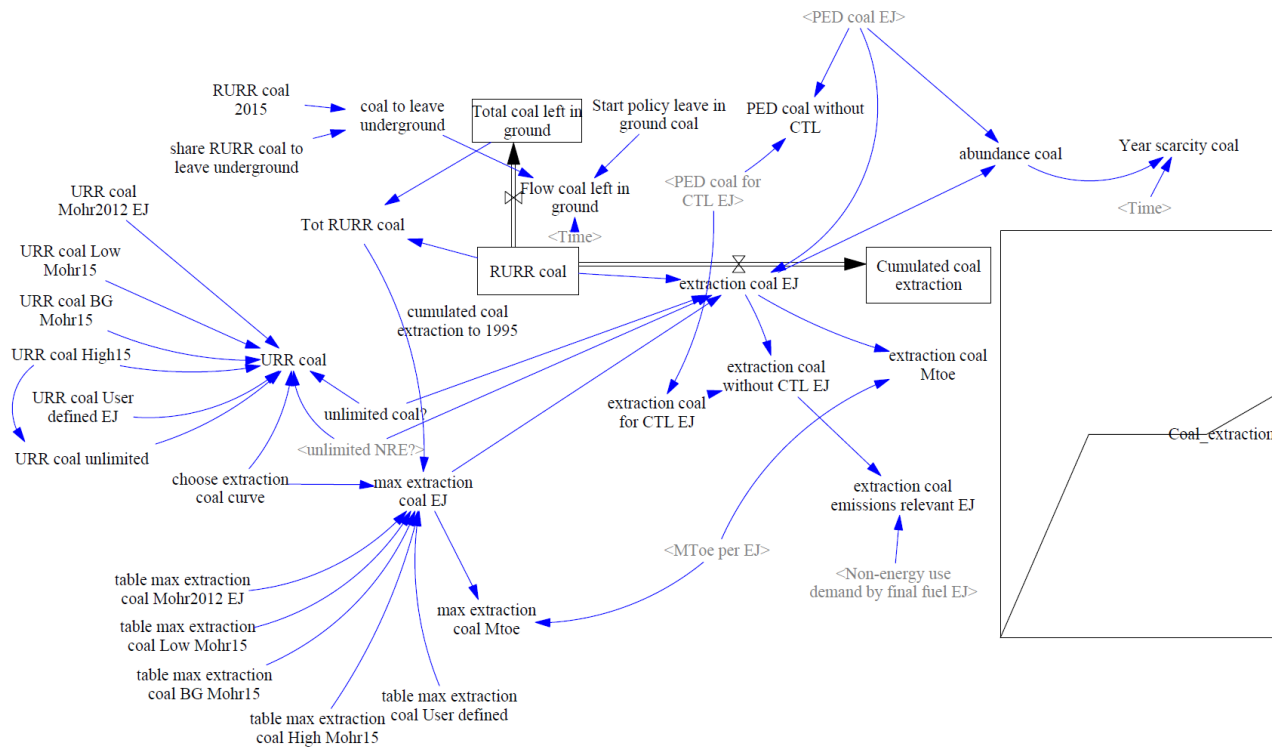 <PED coal EJ>
RURR coal
2015
coal to leave
underground
Total coal left in
ground
Start policy leave in
ground coal
PED coal without
CTL
share RURR coal to
leave underground
abundance coal
Year scarcity coal
URR coal
Mohr2012 EJ
Flow coal left in
ground
<PED coal for
CTL EJ>
<Time>
Tot RURR coal
<Time>
URR coal Low
Mohr15
RURR coal
extraction coal EJ
Cumulated coal
extraction
URR coal BG
Mohr15
cumulated coal
extraction to 1995
URR coal High15
URR coal
extraction coal
without CTL EJ
extraction coal
Mtoe
URR coal User
defined EJ
unlimited coal?
extraction coal
for CTL EJ
Coal_extraction
<unlimited NRE?>
URR coal unlimited
choose extraction
coal curve
max extraction
coal EJ
extraction coal
emissions relevant EJ
<MToe per EJ>
<Non-energy use
demand by final fuel EJ>
table max extraction
coal Mohr2012 EJ
max extraction
coal Mtoe
table max extraction
coal Low Mohr15
table max extraction
coal BG Mohr15
table max extraction
coal User defined
table max extraction
coal High Mohr15